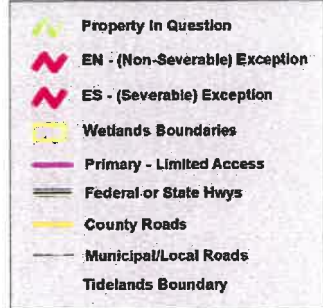 Property In Question
EN - (Non-Severable) Exception
ES - (Severable) Exception
Wetlands Boundaries
Primary - Limited Access
Federal or State Hwys
County Roads
Municipal/Local Roads
Tidelands Boundary